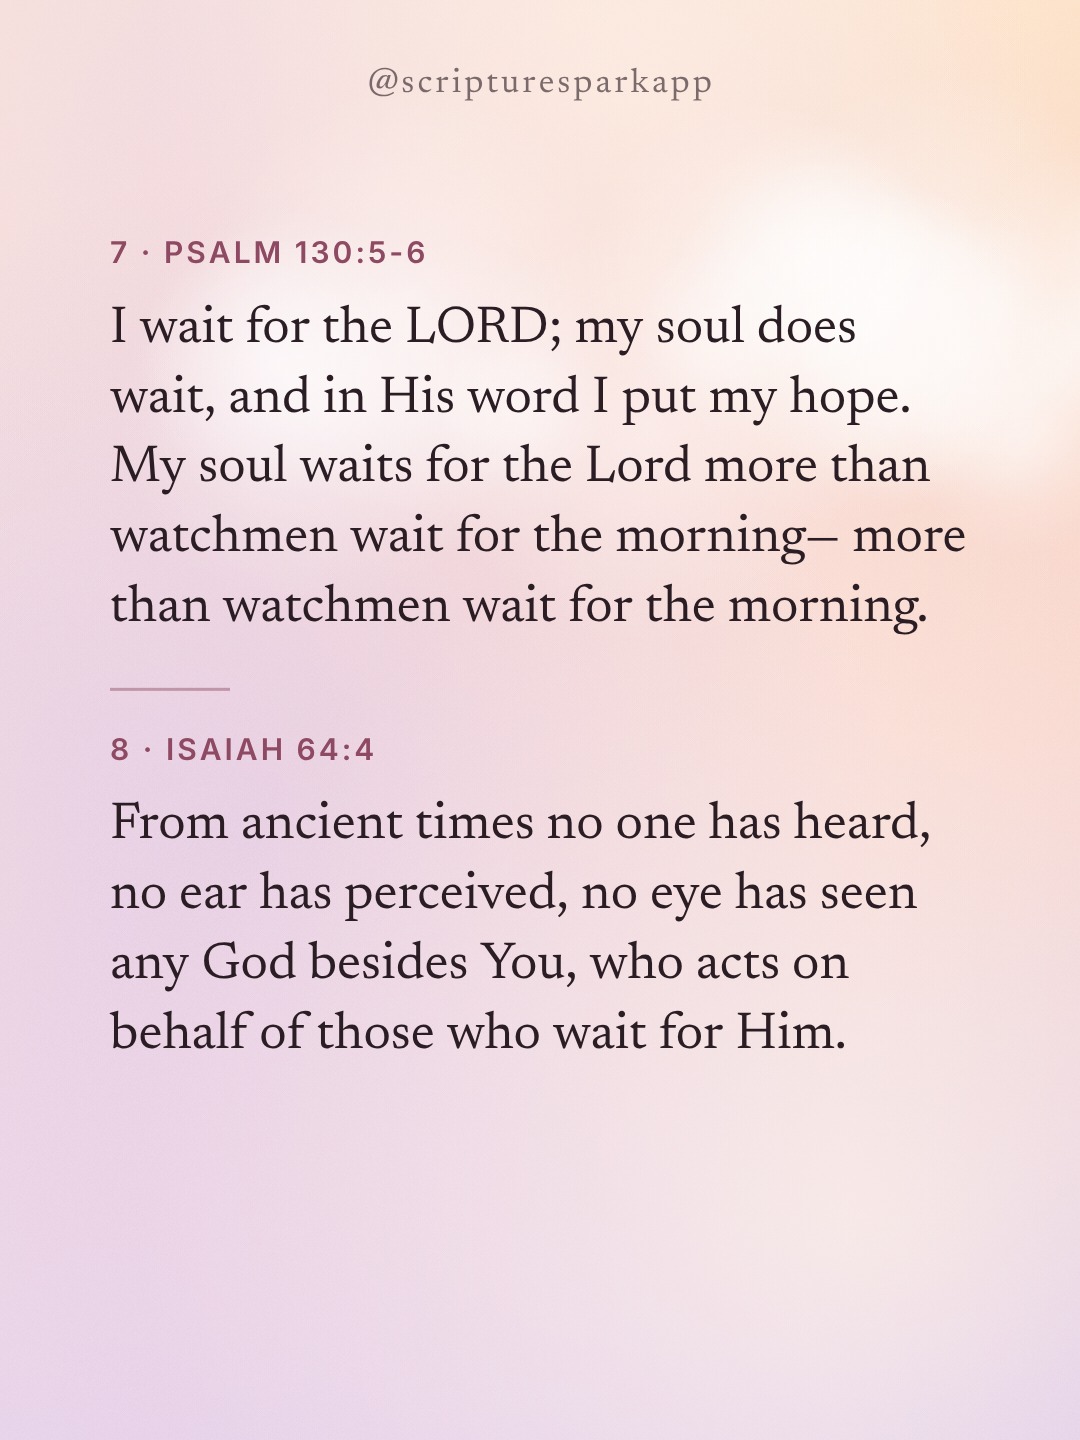 @scripturesparkapp
7 · PSALM 130:5-6
I wait for the LORD; my soul does
wait, and in His word I put my hope.
My soul waits for the Lord more than
watchmen wait for the morning— more
than watchmen wait for the morning.
8 · ISAIAH 64:4
From ancient times no one has heard,
no ear has perceived, no eye has seen
any God besides You, who acts on
behalf of those who wait for Him.